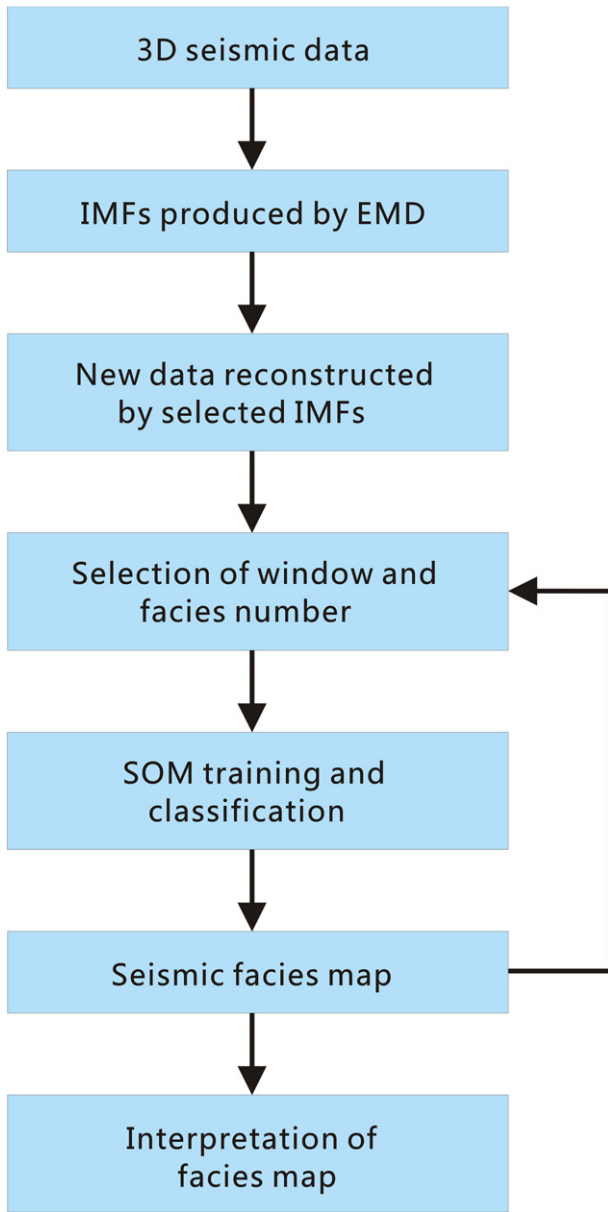 3D seismic data
IMFs produced by EMD
New data reconstructed
by selected IMFs
Selection of window and
facies number
SOM training and
classification
Seismic facies map
Interpretation of
facies map